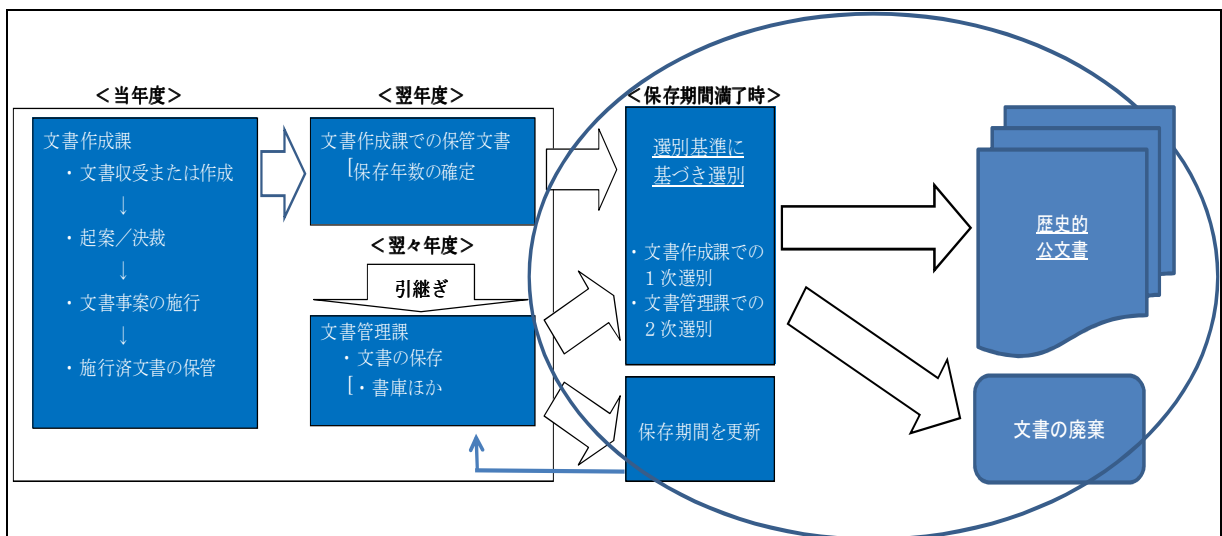 ＜当年度＞
文書作成課
・文書収受または作成
↓
・起案／決裁
↓
・文書事案の施行
↓
・施行済文書の保管
＜翌年度＞
文書作成課での保管文書
[保存年数の確定
＜翌々年度＞
引継ぎ
文書管理課
・文書の保存
[・書庫ほか
＜保存期間満了時＞
選別基準に
基づき選別
・文書作成課での
１次選別
・文書管理課での
２次選別
保存期間を更新
歴史的
公文書
文書の廃棄